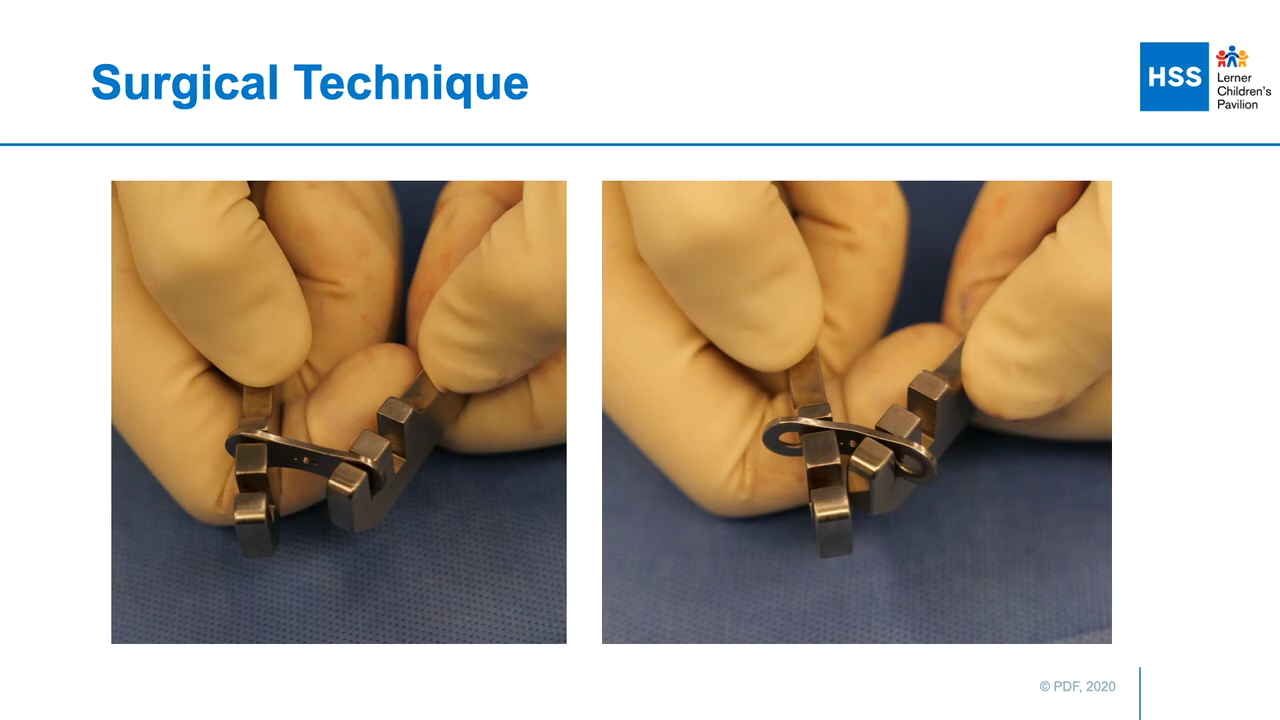 Surgical Technique
HSS
Lerner
Children's
Pavilion
© PDF, 2020